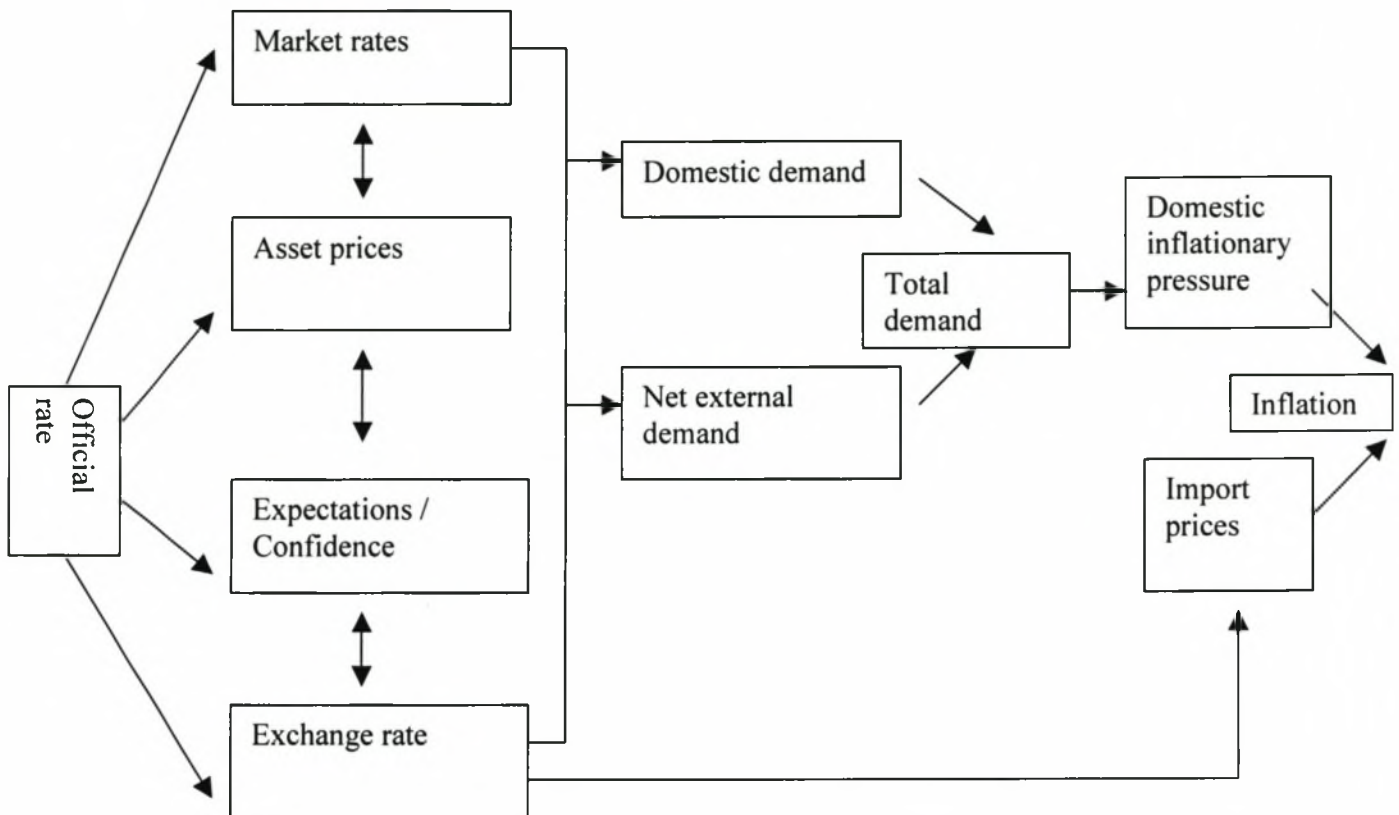 Market rates
Asset prices
Official
rate
Expectations /
Confidence
Exchange rate
Domestic demand
Net external
demand
Total
demand
Domestic
inflationary
pressure
Inflation
Import
prices